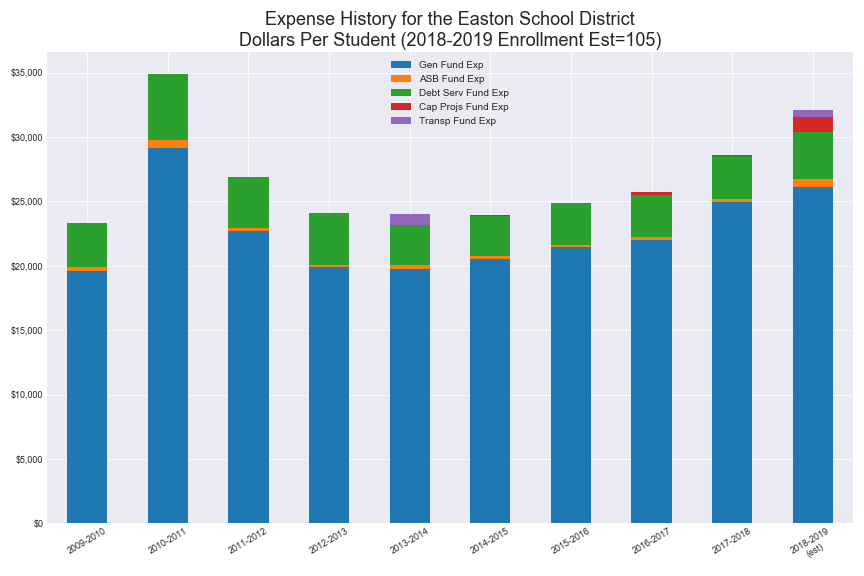 Expense History for the Easton School District
Dollars Per Student (2018-2019 Enrollment Est=105)
Gen Fund Exp
ASB Fund Exp
Debt Serv Fund Exp
Cap Projs Fund Exp
Transp Fund Exp
$35,000
$30,000
$25,000
$20,000
$15,000
$10,000
$5,000
$0
2009-2010
2010-2011
2011-2012
2012-2013
2013-2014
2014-2015
2015-2016
2016-2017
2017-2018
2018-2019
(est)